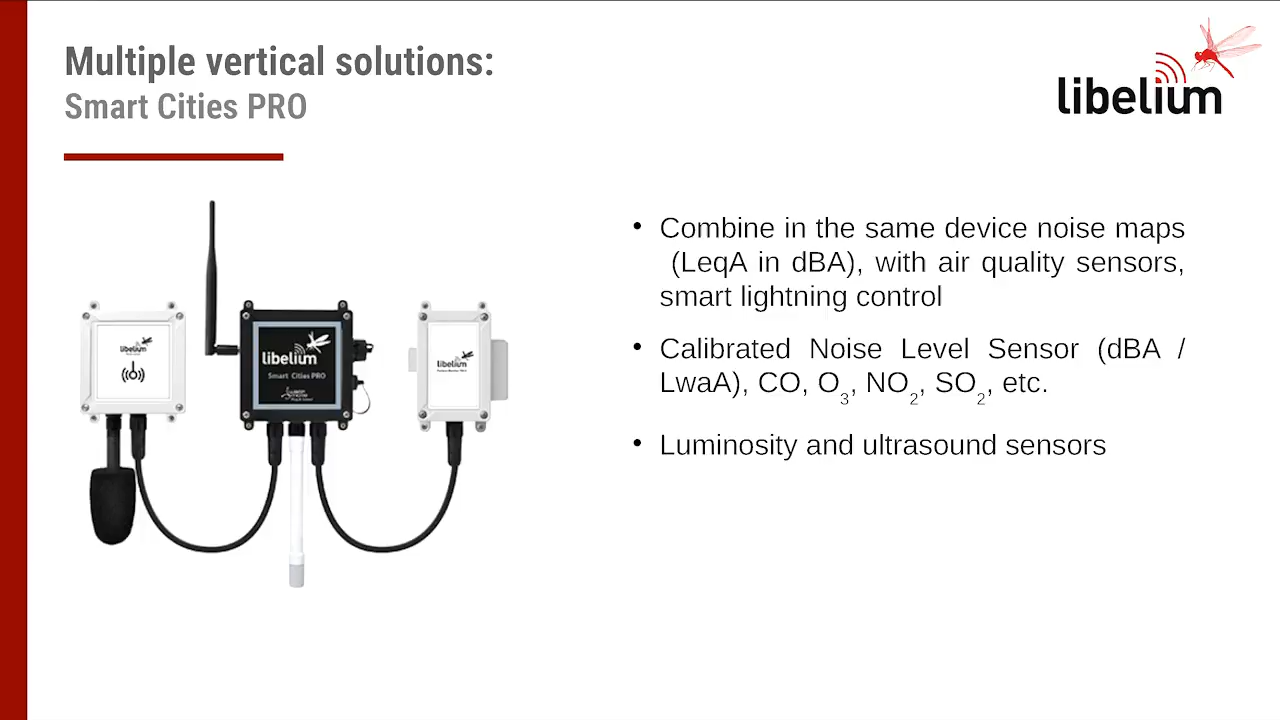 Multiple vertical solutions:
Smart Cities PRO
libelium
• Combine in the same device noise maps
(LeqA in dBA), with air quality sensors,
smart lightning control
• Calibrated Noise Level Sensor (dBA /
LwaA), CO, O3, NO2, SO2, etc.
• Luminosity and ultrasound sensors
libelium
libelium
Smart Cities PRO
libelium